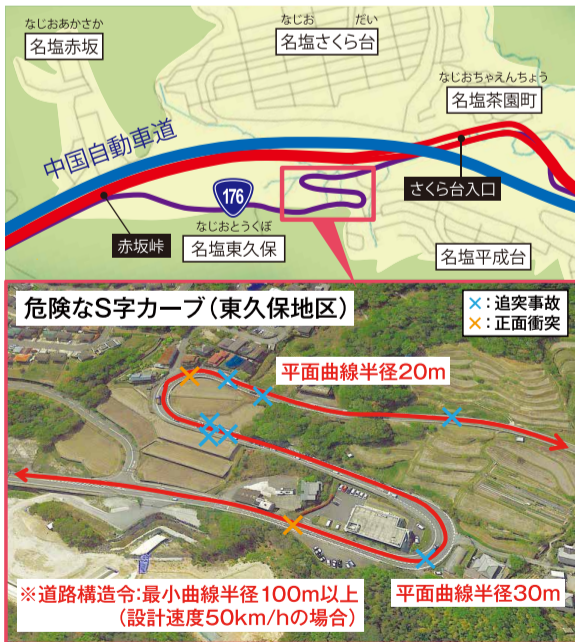 なじおあかさか
名塩赤坂
なじお だい
名塩さくら台
なじおちゃえんちょう
名塩茶園町
中国自動車道
さくら台入口
176
赤坂峠
なじおとうくぼ
名塩東久保
名塩平成台
危険なS字カーブ(東久保地区)
×:追突事故
×:正面衝突
平面曲線半径20m
平面曲線半径30m
※道路構造令:最小曲線半径100m以上
(設計速度50km/hの場合)